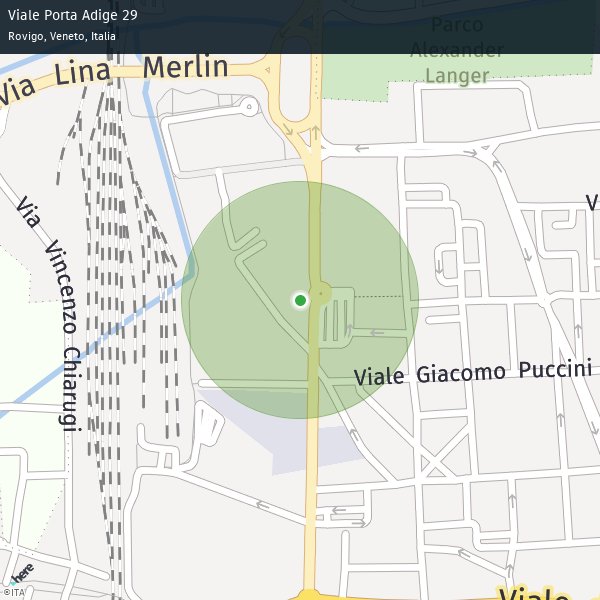 Viale Porta Adige 29
Rovigo, Veneto, Italia
Parco
Alexander
Langer
Via Lina Merlin
V
Via Vincenzo Chiarugi
Viale Giacomo Puccini
here
©ITA
Viale